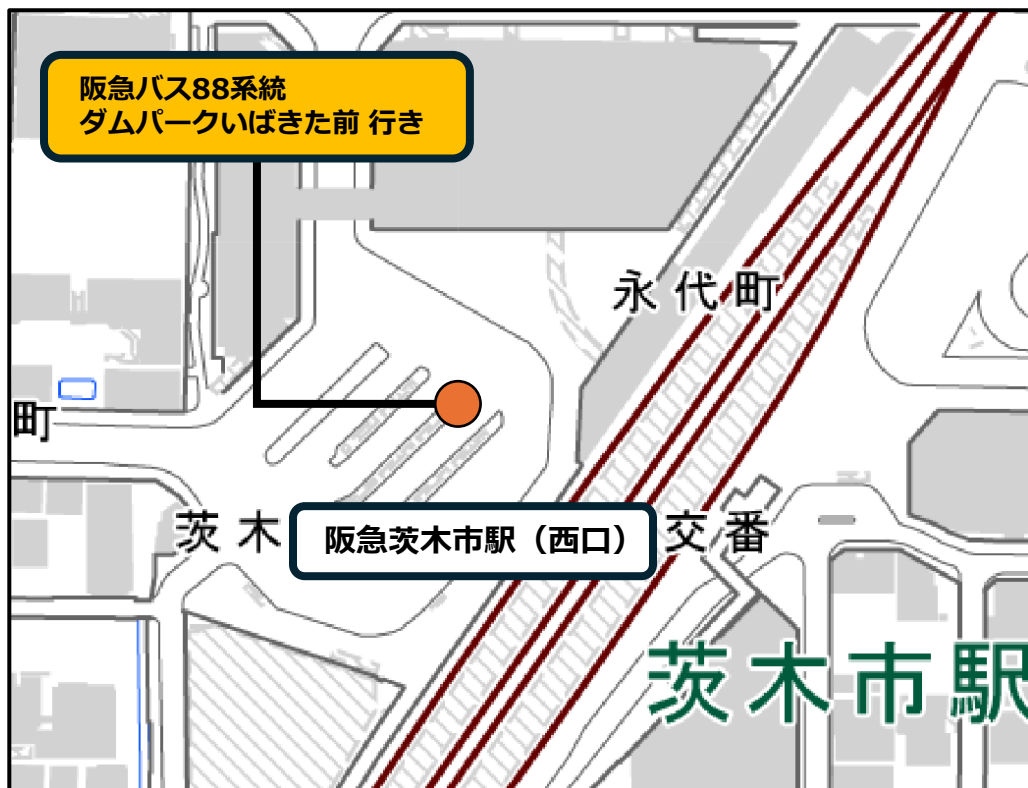 阪急バス88系統
ダムパークいばきた前 行き
永代町
町
茨木
阪急茨木市駅（西口）
交番
茨木市駅